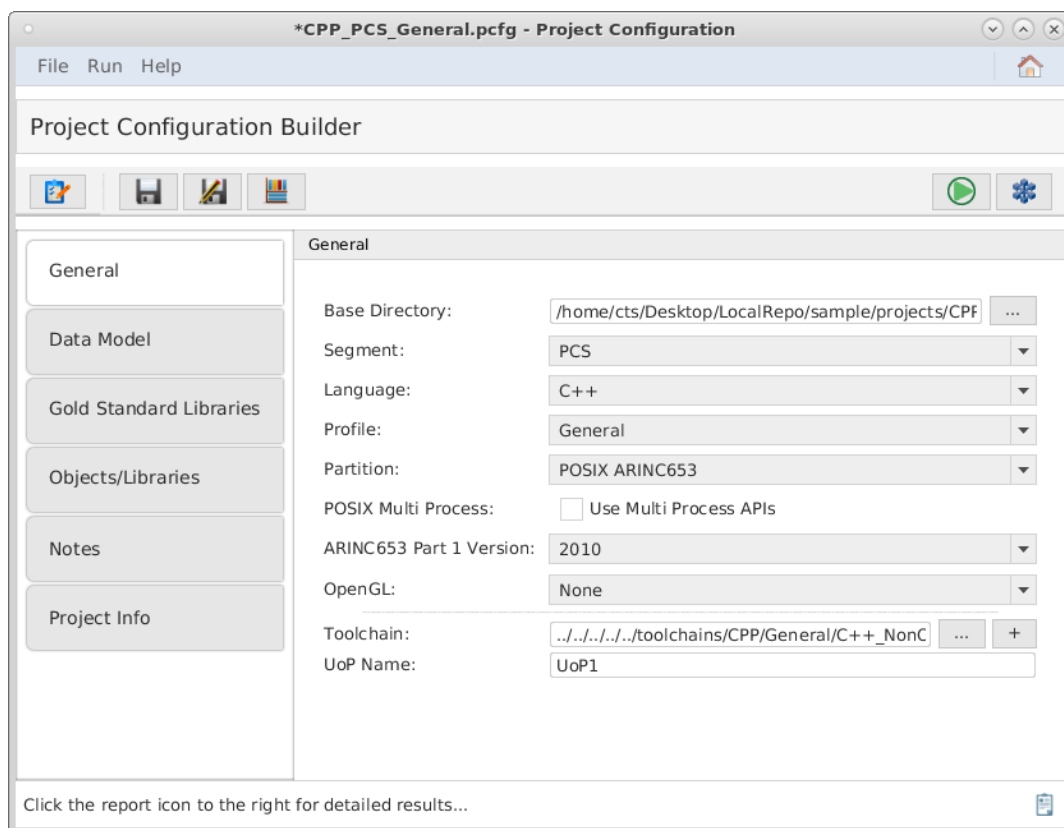 *CPP_PCS_General.pcfg - Project Configuration
File Run Help
Project Configuration Builder
General
Data Model
Gold Standard Libraries
Objects/Libraries
Notes
Project Info
General
Base Directory: /home/cts/Desktop/LocalRepo/sample/projects/CPP ...
Segment: PCS
Language: C++
Profile: General
Partition: POSIX ARINC653
POSIX Multi Process: Use Multi Process APIs
ARINC653 Part 1 Version: 2010
OpenGL: None
Toolchain: ../../../../../toolchains/CPP/General/C++_NonC ... +
UoP Name: UoP1
Click the report icon to the right for detailed results...